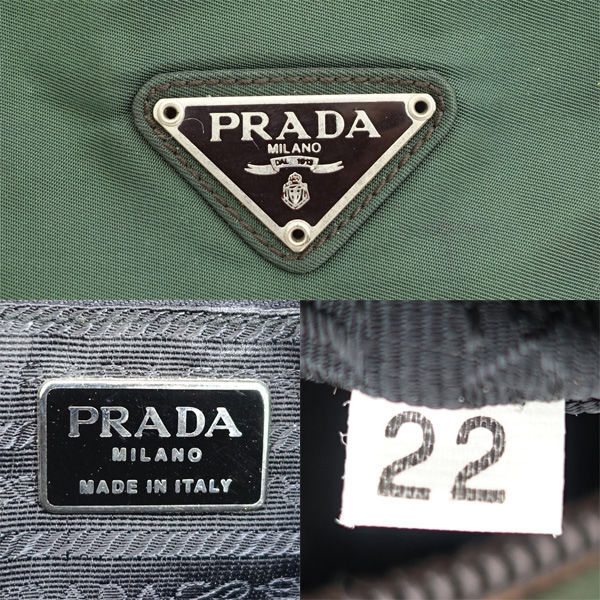 PRADA
MILANO
DAL 1913
PRADA
MILANO
MADE IN ITALY
22